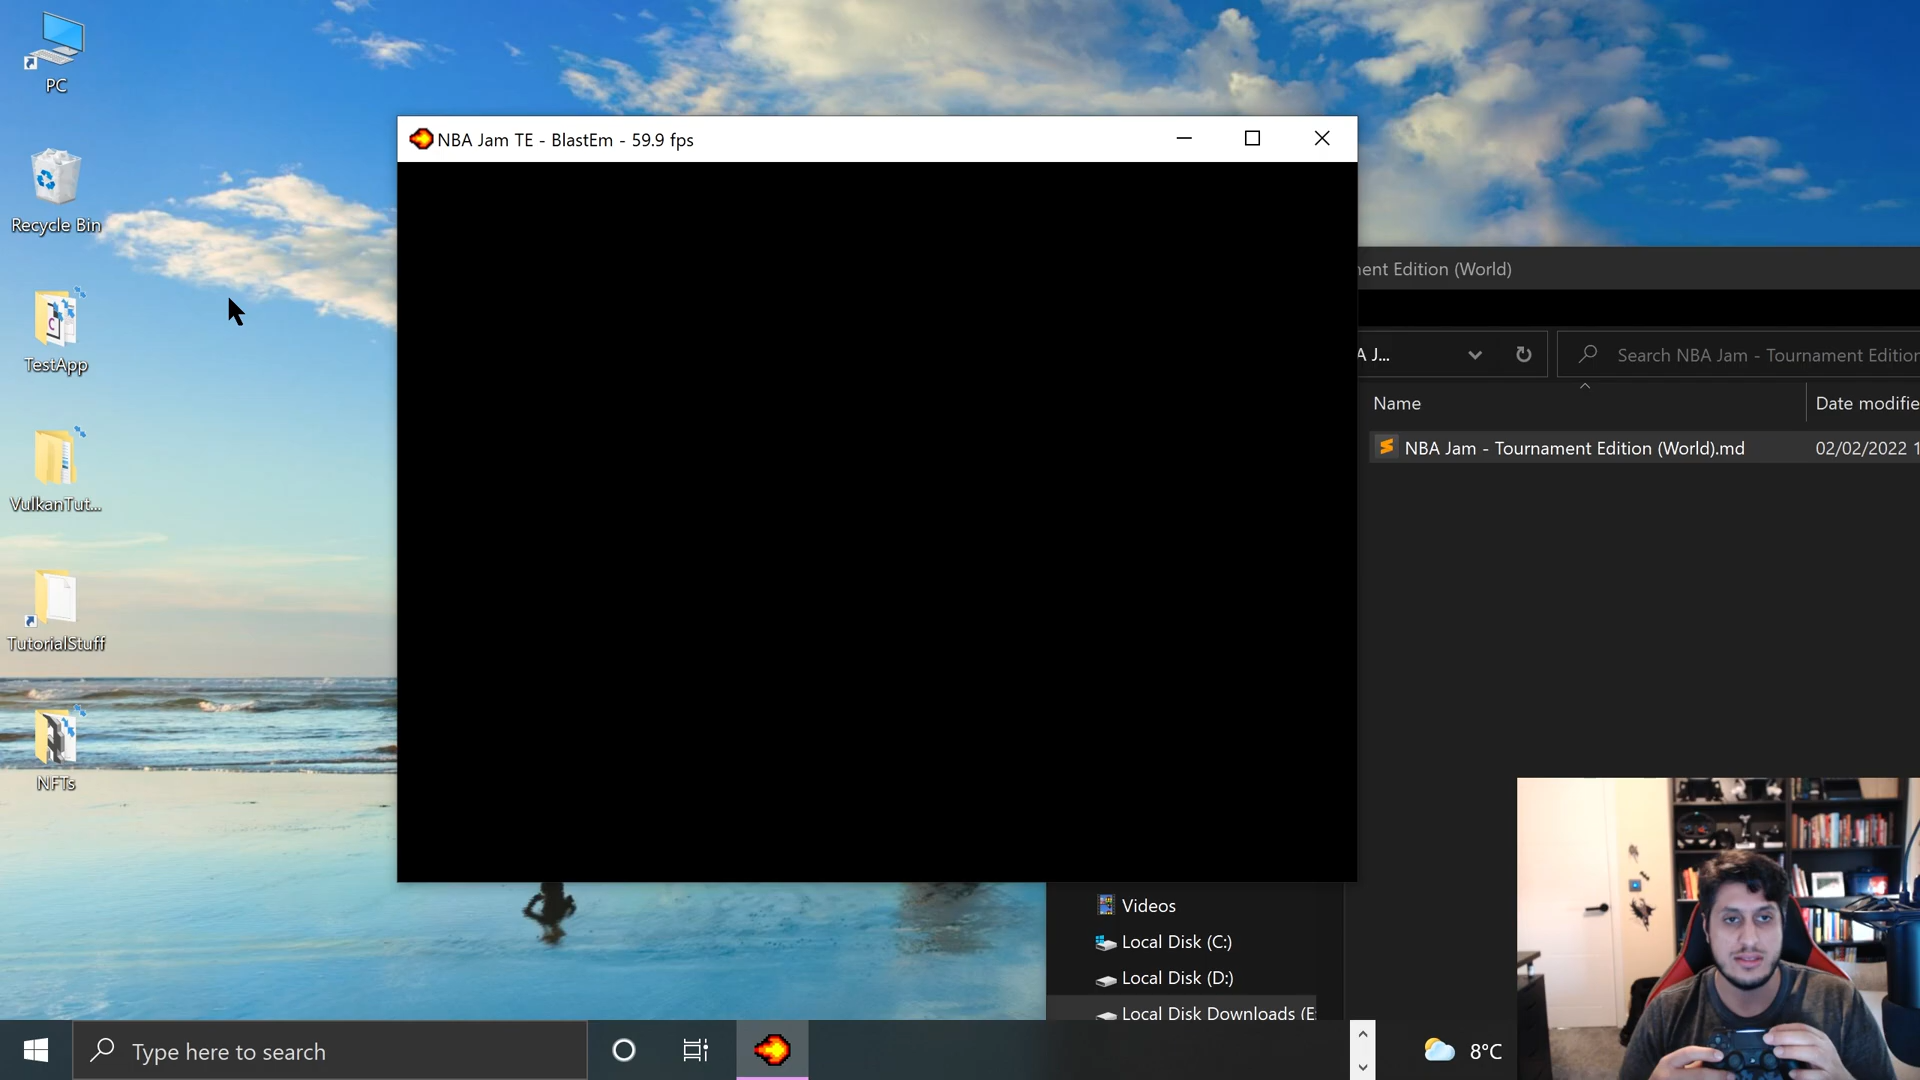 PC
Recycle Bin
TestApp
VulkanTut...
TutorialStuff
NFTs
NBA Jam TE - BlastEm - 59.9 fps
nent Edition (World)
A J...
Search NBA Jam - Tournament Edition
Name
Date modifie
NBA Jam - Tournament Edition (World).md
02/02/2022 1
Videos
Local Disk (C:)
Local Disk (D:)
Local Disk Downloads (E:
Type here to search
8°C